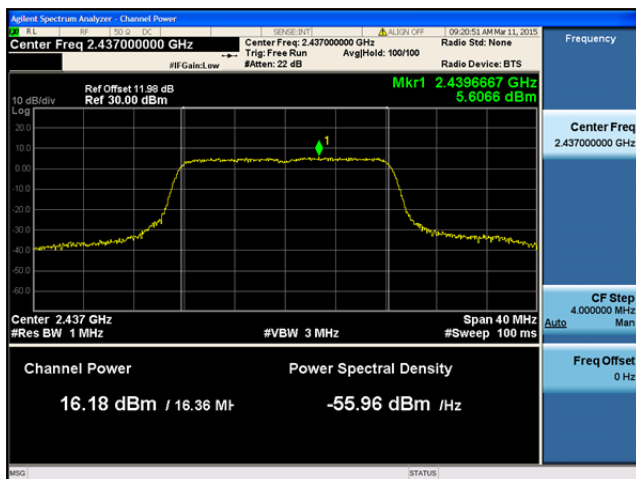 Agilent Spectrum Analyzer - Channel Power
RL RF 50 Ω DC SENSE:INT ALIGN OFF 09:20:51 AM Mar 11, 2015
Center Freq 2.437000000 GHz Center Freq: 2.437000000 GHz Radio Std: None
Trig: Free Run Avg|Hold: 100/100
#IFGain:Low #Atten: 22 dB Radio Device: BTS
Frequency
Ref Offset 11.98 dB Mkr1 2.4396667 GHz
10 dB/div Ref 30.00 dBm 5.6066 dBm
Log
20.0
10.0
0.00
-10.0
-20.0
-30.0
-40.0
-50.0
-60.0
1
Center Freq
2.437000000 GHz
Center 2.437 GHz Span 40 MHz
#Res BW 1 MHz #VBW 3 MHz #Sweep 100 ms
CF Step
4.000000 MHz
Auto Man
Channel Power Power Spectral Density
16.18 dBm / 16.36 MH -55.96 dBm /Hz
Freq Offset
0 Hz
MSG STATUS